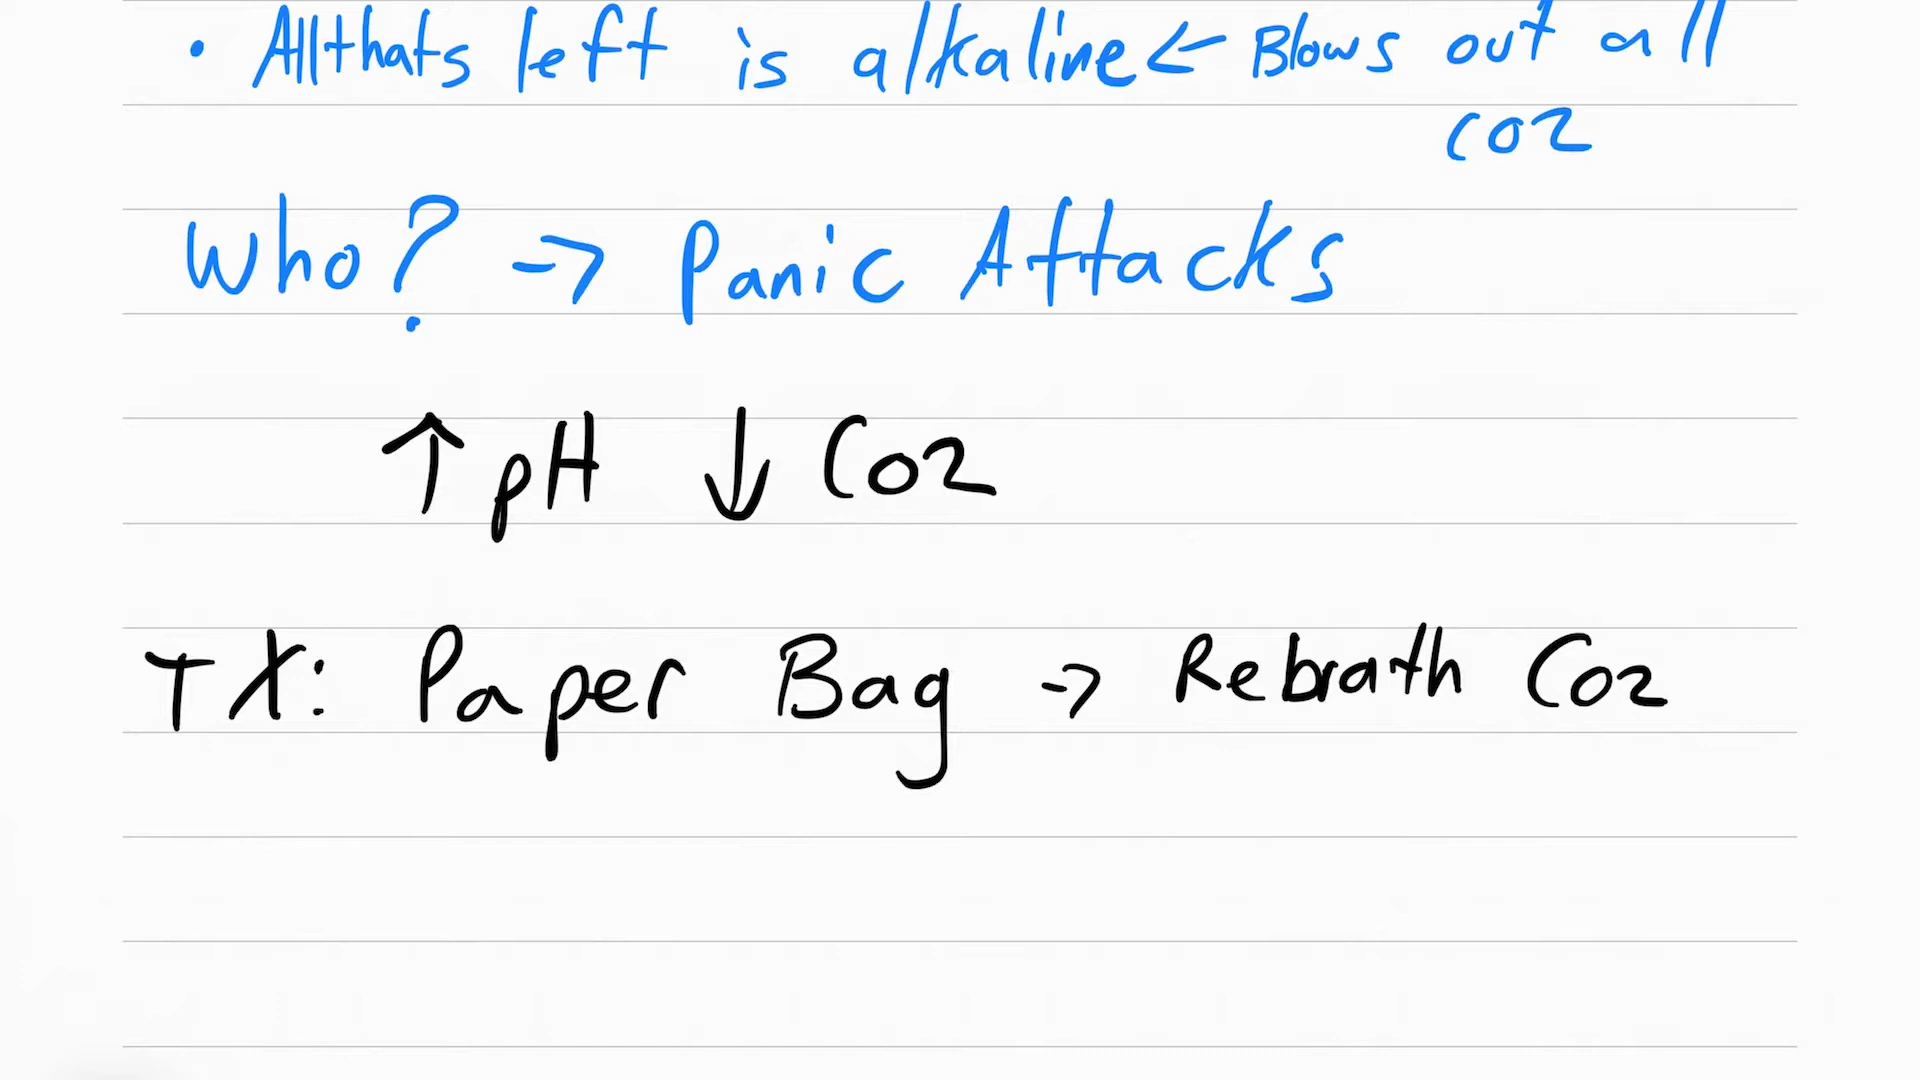 • Allthats left is alkaline ← Blows out all
CO2
Who? -> Panic Attacks
↑ pH ↓ CO2
TX: Paper Bag -> Rebrath CO2